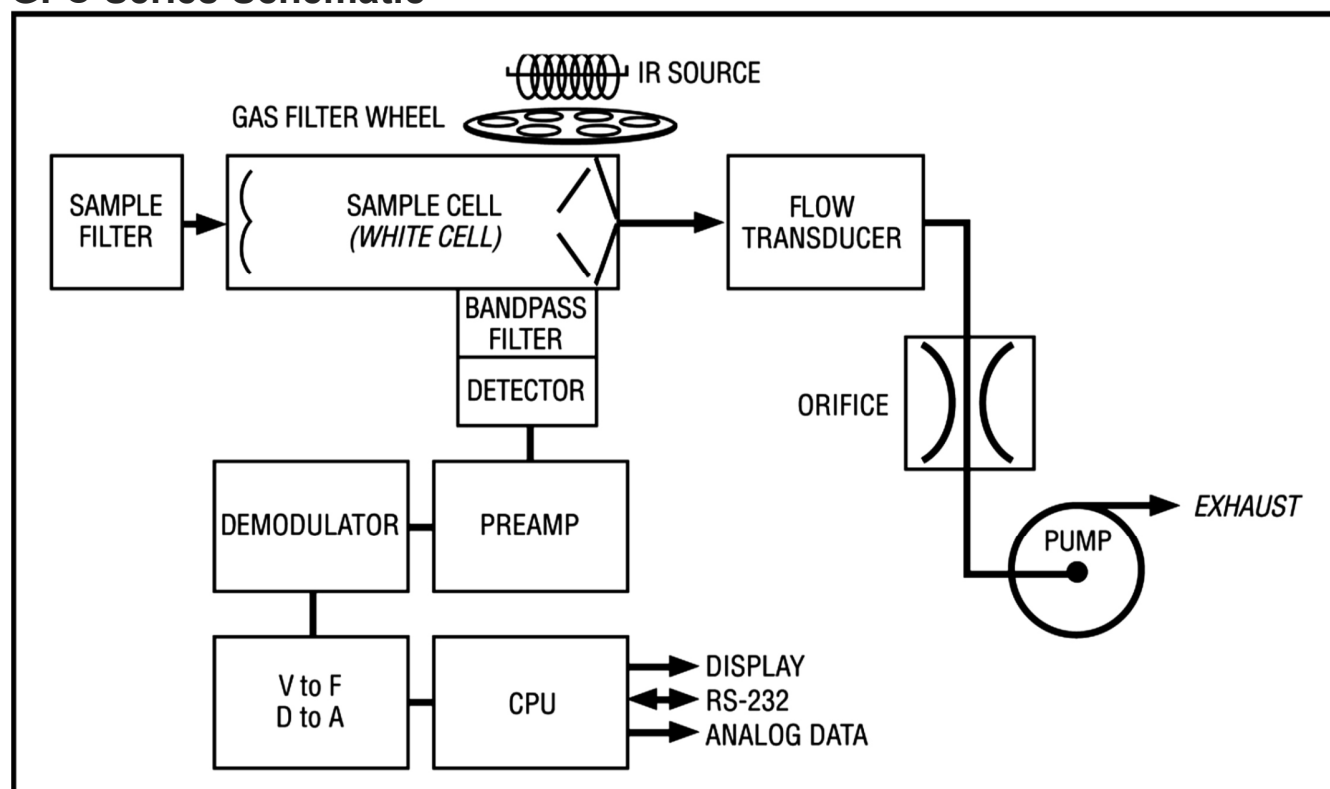 IR SOURCE
GAS FILTER WHEEL
SAMPLE
FILTER
SAMPLE CELL
(WHITE CELL)
FLOW
TRANSDUCER
BANDPASS
FILTER
DETECTOR
ORIFICE
DEMODULATOR
PREAMP
EXHAUST
PUMP
V to F
D to A
CPU
DISPLAY
RS-232
ANALOG DATA